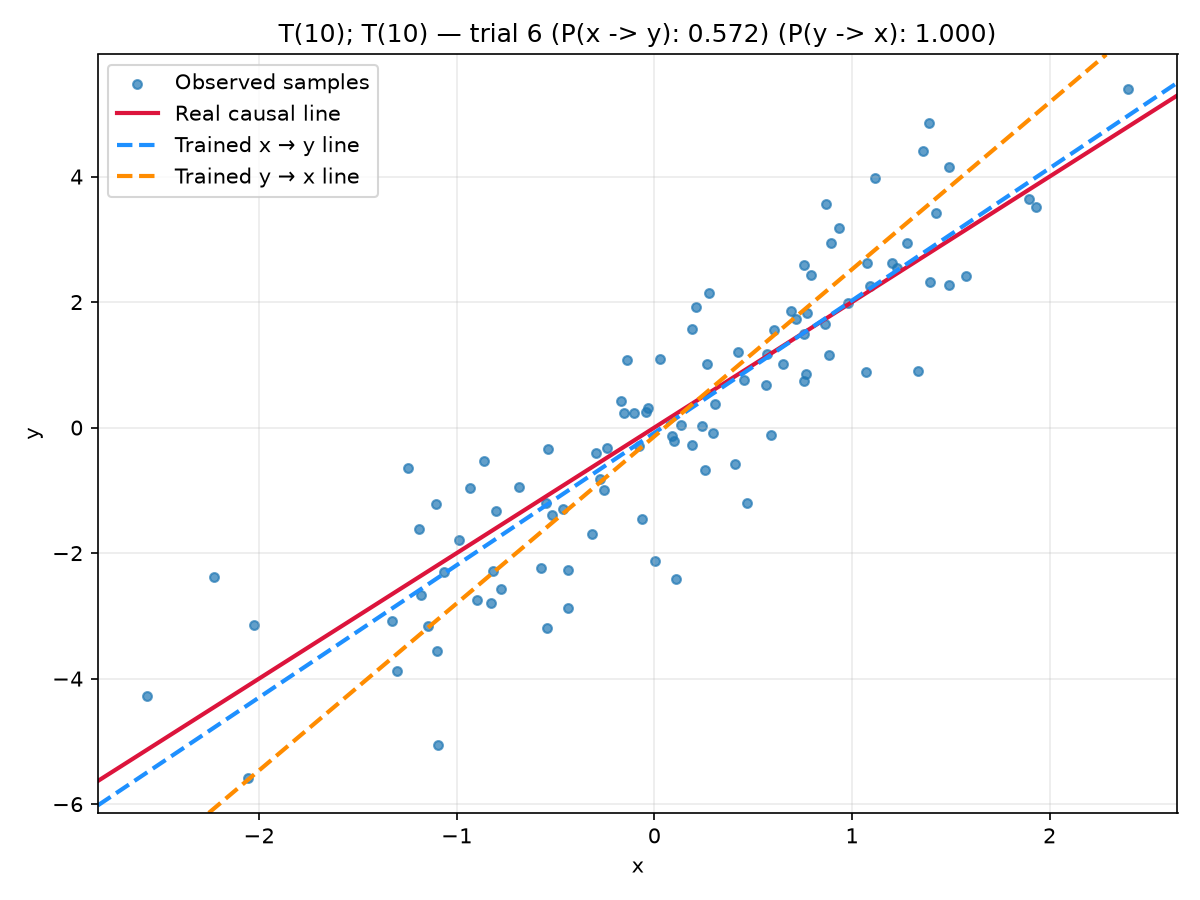 T(10); T(10) — trial 6 (P(x -> y): 0.572) (P(y -> x): 1.000)
Observed samples
Real causal line
Trained x → y line
Trained y → x line
y
4
2
0
−2
−4
−6
−2
−1
0
1
2
x